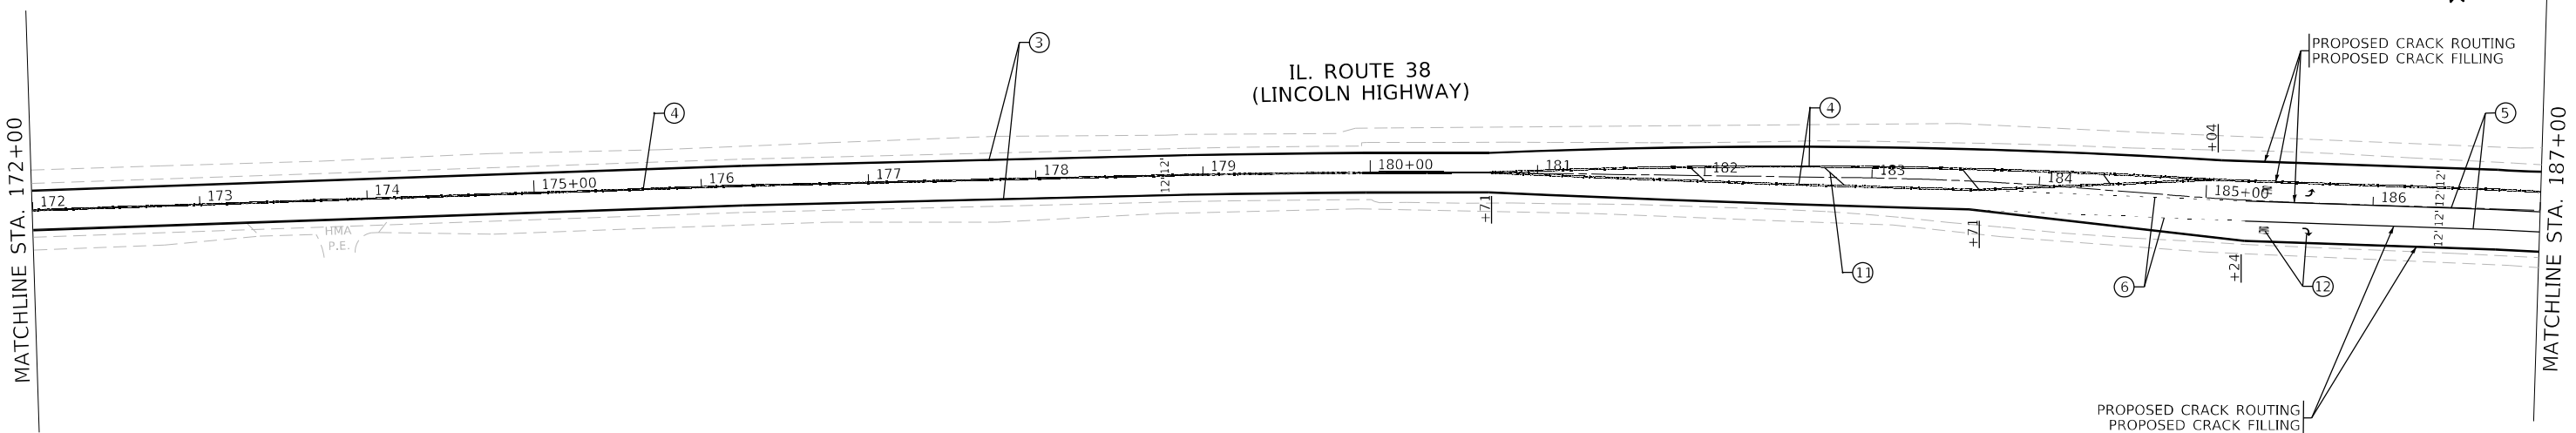 PROPOSED CRACK ROUTING
PROPOSED CRACK FILLING
3
IL. ROUTE 38
(LINCOLN HIGHWAY)
4
4
5
MATCHLINE STA. 172+00
MATCHLINE STA. 187+00
172
173
174
175+00
176
177
178
12' 12'
179
180+00
181
182
183
184
185+00
186
+04
12' 12' 12' 12'
+71
+71
+24
HMA
P.E.
11
6
12
PROPOSED CRACK ROUTING
PROPOSED CRACK FILLING